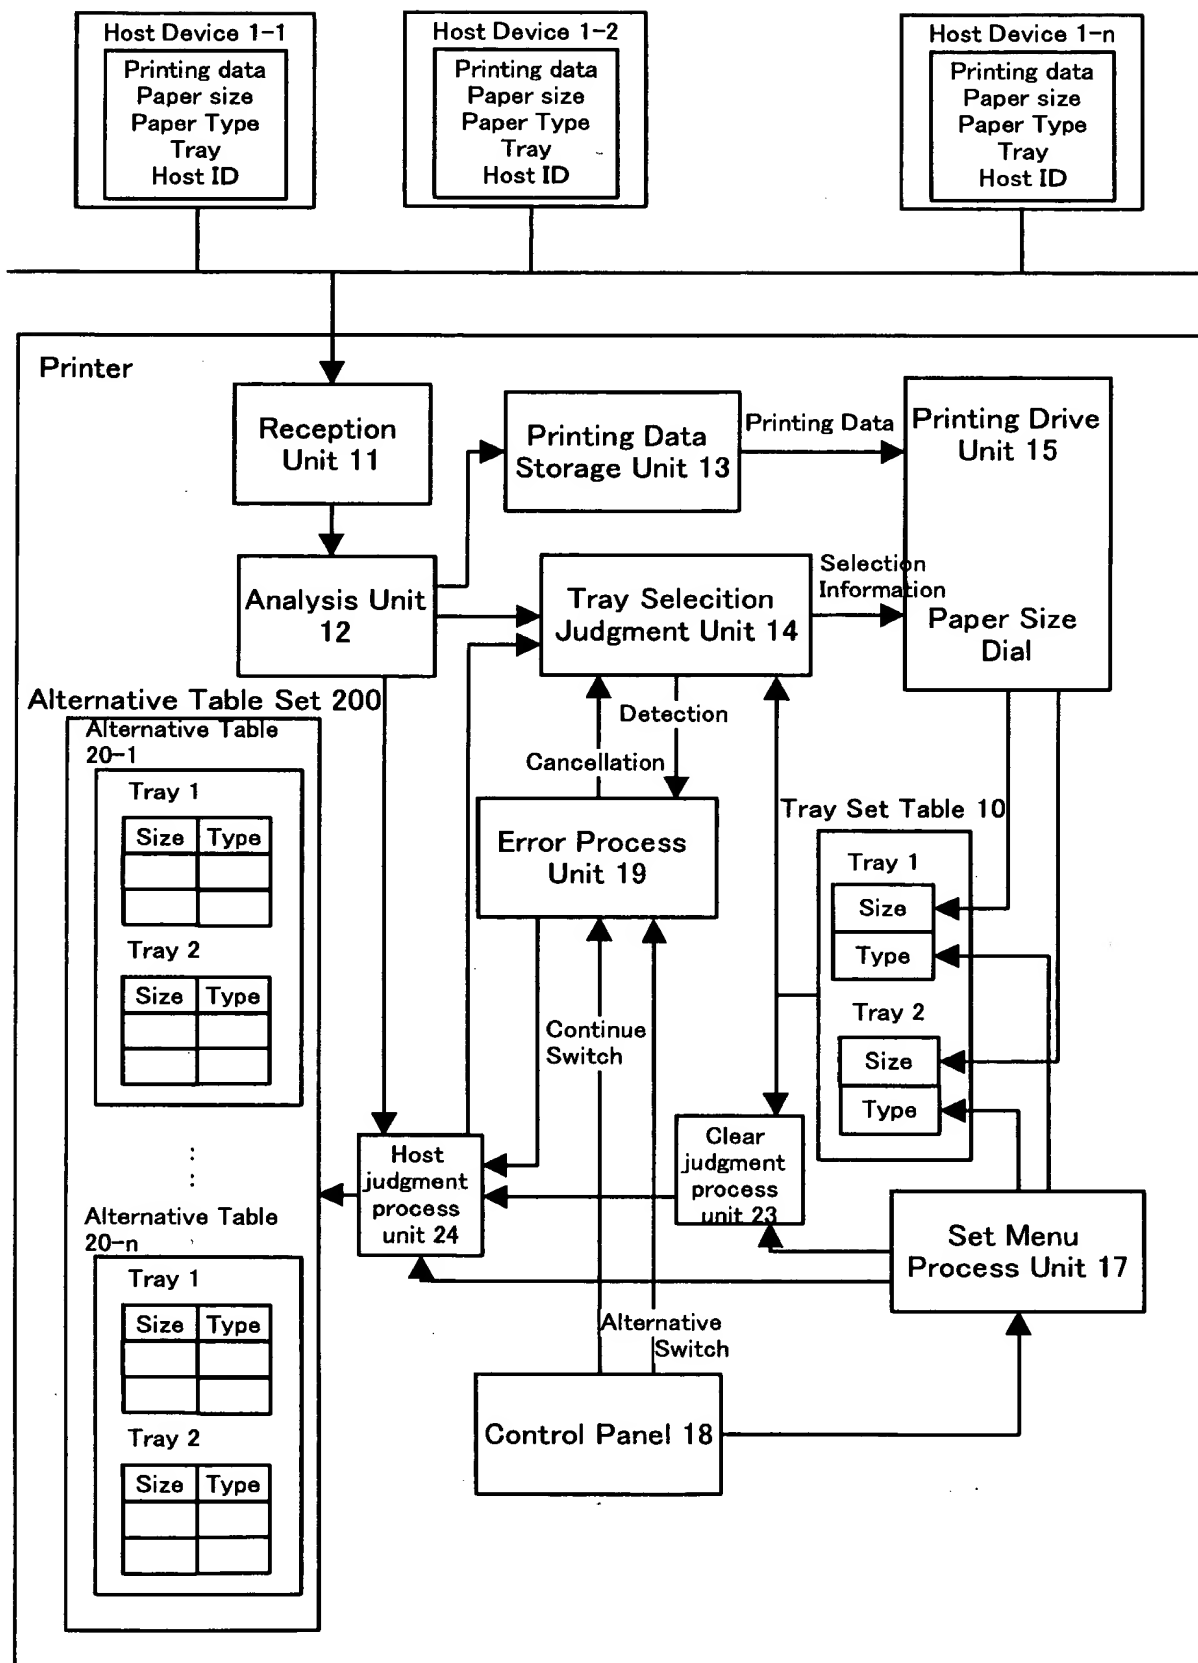 Host Device 1-1
Printing data
Paper size
Paper Type
Tray
Host ID
Host Device 1-2
Printing data
Paper size
Paper Type
Tray
Host ID
Host Device 1-n
Printing data
Paper size
Paper Type
Tray
Host ID
Printer
Reception
Unit 11
Printing Data
Storage Unit 13
Printing Data
Printing Drive
Unit 15
Analysis Unit
12
Tray Selecition
Judgment Unit 14
Selection
Information
Paper Size
Dial
Alternative Table Set 200
Alternative Table
20-1
Tray 1
Size Type
Tray 2
Size Type
Detection
Cancellation
Error Process
Unit 19
Tray Set Table 10
Tray 1
Size
Type
Tray 2
Size
Type
Continue
Switch
Host
judgment
process
unit 24
Clear
judgment
process
unit 23
Set Menu
Process Unit 17
Alternative Table
20-n
Tray 1
Size Type
Tray 2
Size Type
Alternative
Switch
Control Panel 18